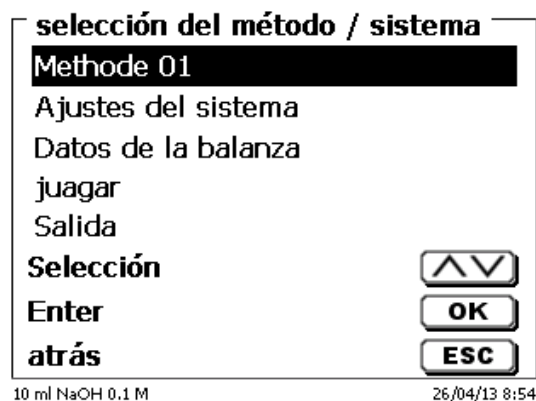 selección del método / sistema
Methode 01
Ajustes del sistema
Datos de la balanza
juagar
Salida
Selección
Enter OK
atrás ESC
10 ml NaOH 0.1 M 26/04/13 8:54